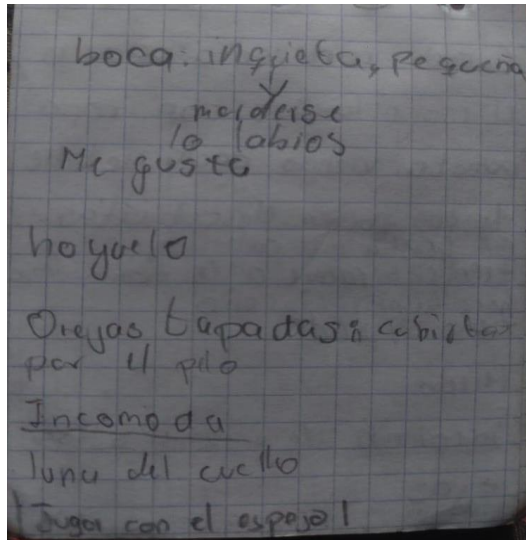 boca: inquieta, pequeña
y
morderse
lo labios
Me gusta
hoyuelo
Orejas tapadas: cubiertas
por el pelo
Incomoda
luna del cuello
Jugar con el espejo!